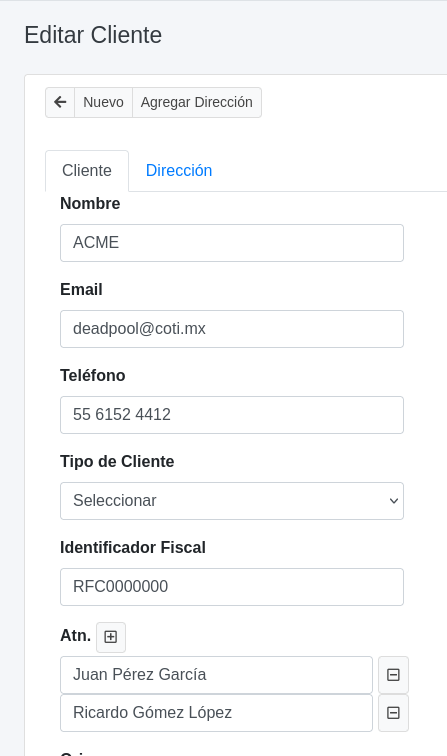 Editar Cliente
Nuevo Agregar Dirección
Cliente Dirección
Nombre
ACME
Email
deadpool@coti.mx
Teléfono
55 6152 4412
Tipo de Cliente
Seleccionar
Identificador Fiscal
RFC0000000
Atn.
Juan Pérez García
Ricardo Gómez López